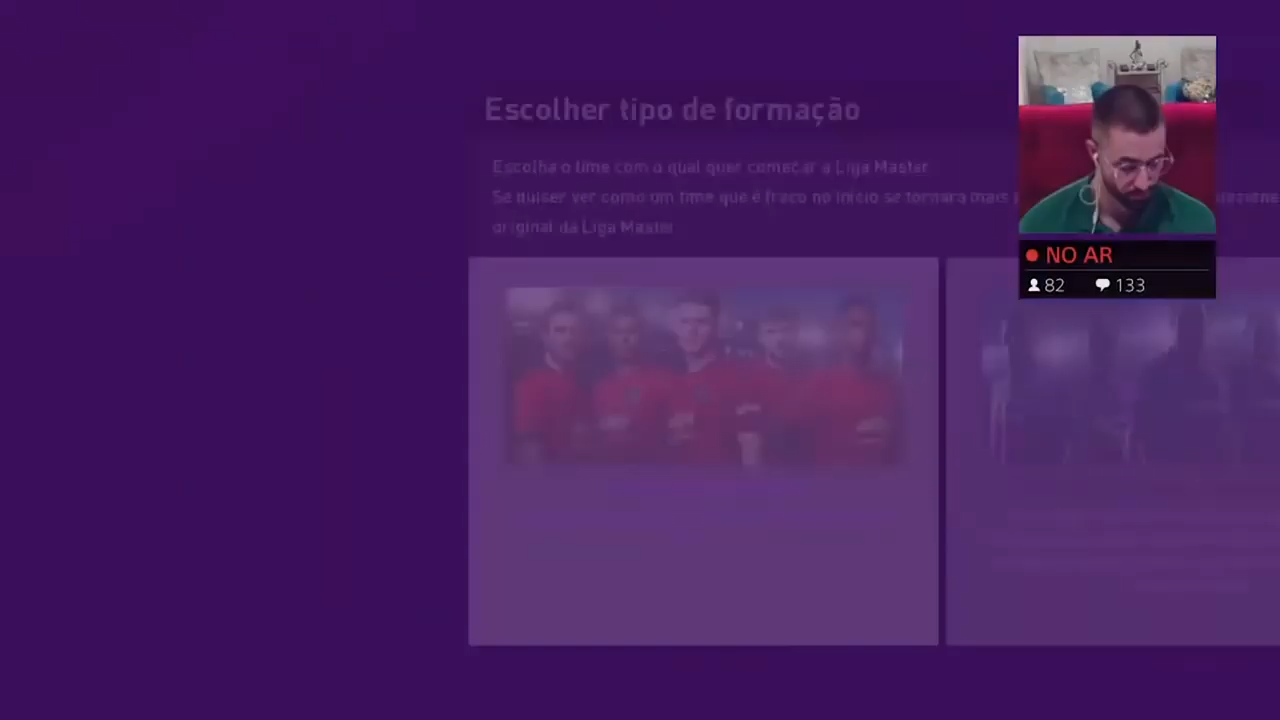 Escolher tipo de formação
Escolha o time com o qual quer começar a Liga Master.
Se quiser ver como um time que é fraco no início se tornará mais
original da Liga Master.
NO AR
82 133